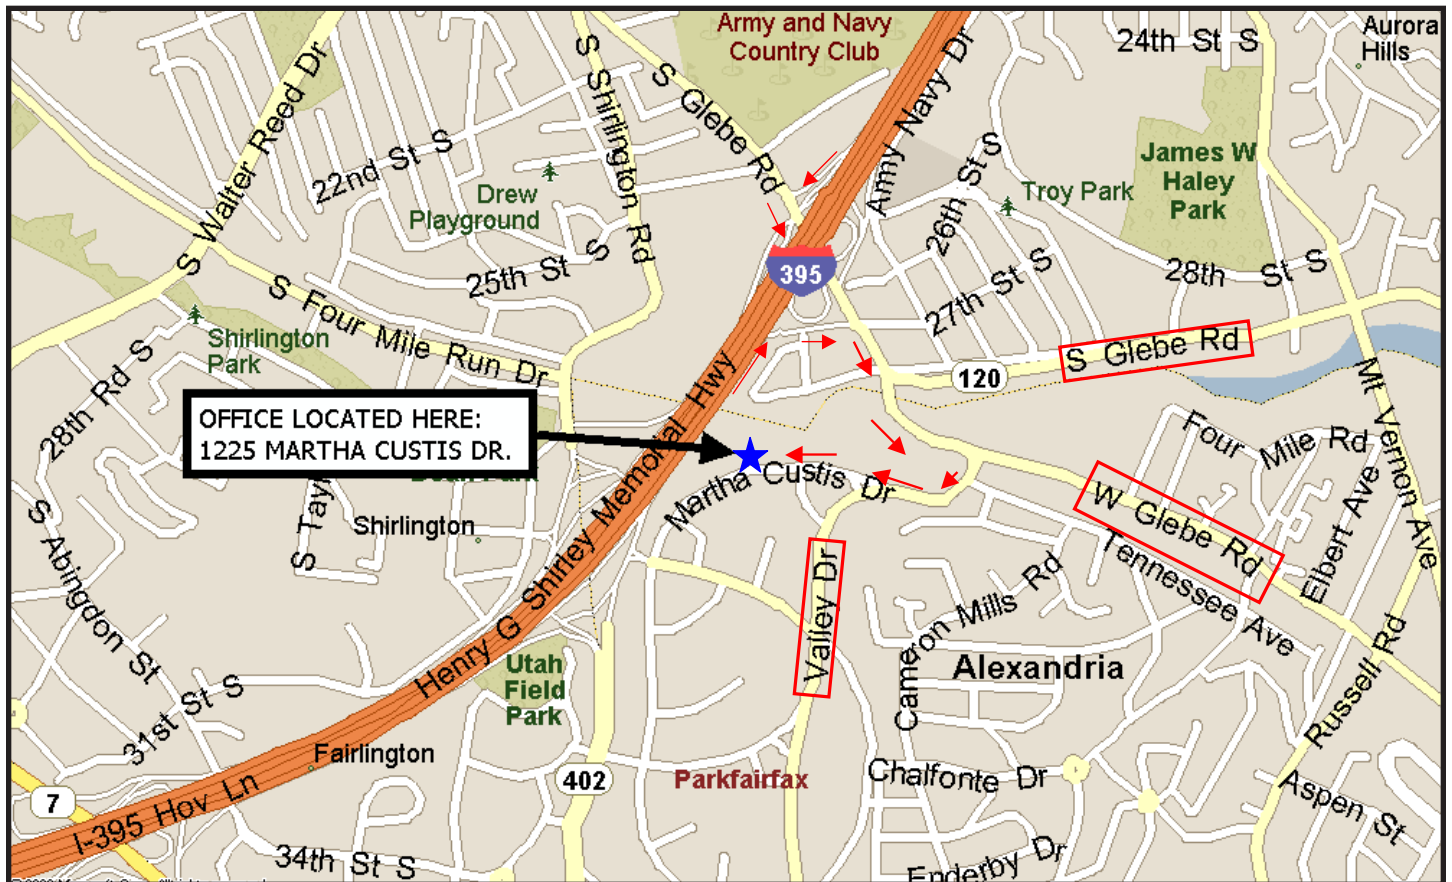 Army and Navy
Country Club
24th St S
Aurora
Hills
S Walter Reed Dr
S Shirlington Rd
S Glebe Rd
Army Navy Dr
22nd St S
James W
Haley
Park
Drew
Playground
26th St S
Troy Park
25th St S
395
27th St S
28th St S
S Four Mile Run Dr
Shirlington
Park
S Glebe Rd
120
28th Rd S
Mt Vernon Ave
OFFICE LOCATED HERE:
1225 MARTHA CUSTIS DR.
Four Mile Rd
Martha Custis Dr
S Abingdon St
Shirlington
Henry G Shirley Memorial Hwy
W Glebe Rd
Elbert Ave
Valley Dr
Cameron Mills Rd
Tennessee Ave
Utah
Field
Park
Alexandria
Russell Rd
31st St S
Fairlington
402
Parkfairfax
Chalfonte Dr
7
I-395 Hov Ln
Aspen St
34th St S
Enderby Dr